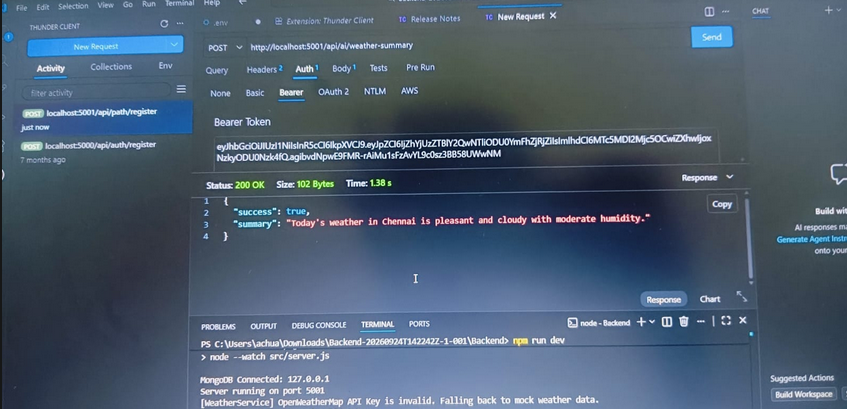 File Edit Selection View Go Run Terminal Help
THUNDER CLIENT
.env
Extension: Thunder Client
TC Release Notes
TC New Request
CHAT
New Request
POST http://localhost:5001/api/ai/weather-summary
Send
Activity Collections Env
Query Headers 2 Auth 1 Body 1 Tests Pre Run
filter activity
None Basic Bearer OAuth 2 NTLM AWS
POST localhost:5001/api/path/register
just now
POST localhost:5000/api/auth/register
7 months ago
Bearer Token
Status: 200 OK Size: 102 Bytes Time: 1.38 s
Response
1 {
2 "success": true,
3 "summary": "Today's weather in Chennai is pleasant and cloudy with moderate humidity."
4 }
Copy
Build wit
AI responses ma
Generate Agent Instr
onto your
Response Chart
PROBLEMS OUTPUT DEBUG CONSOLE TERMINAL PORTS
node - Backend
PS C:\Users\achua\Downloads\Backend-20260924T142242Z-1-001\Backend> npm run dev
> node --watch src/server.js
MongoDB Connected: 127.0.0.1
Server running on port 5001
[WeatherService] OpenWeatherMap API Key is invalid. Falling back to mock weather data.
Suggested Actions
Build Workspace